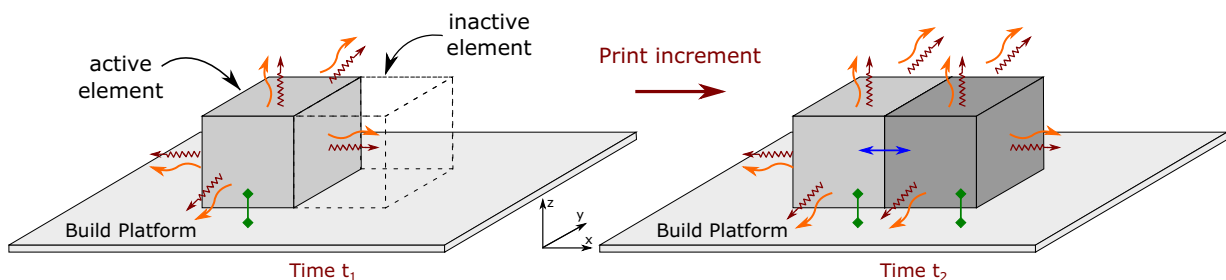 active
element
inactive
element
Print increment
Build Platform
z
y
x
Build Platform
Time t₁
Time t₂